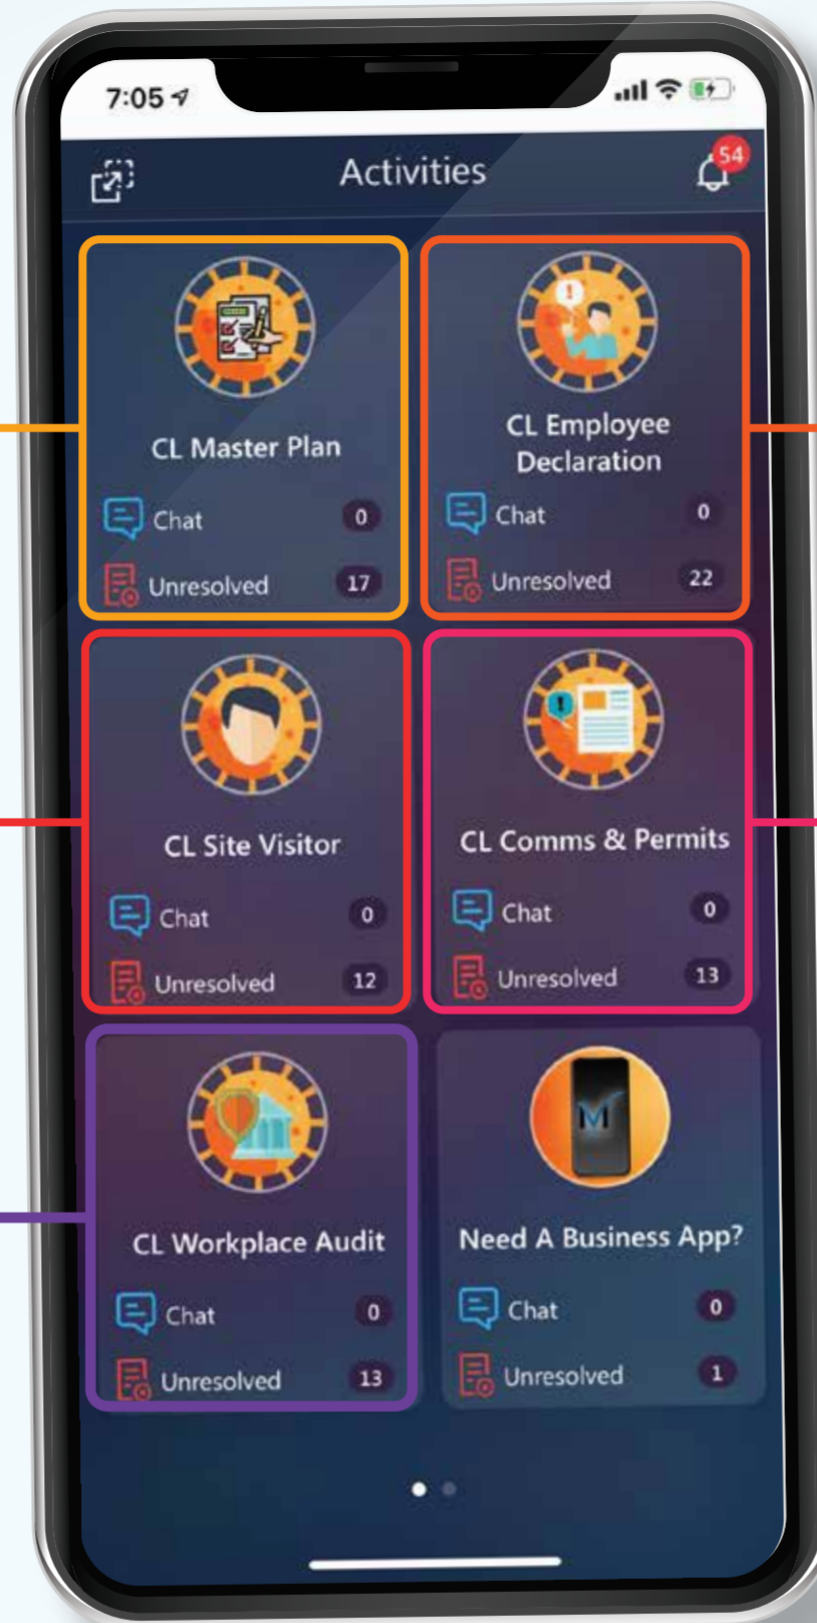 7:05
Activities
54
CL Master Plan
Chat 0
Unresolved 17
CL Employee
Declaration
Chat 0
Unresolved 22
CL Site Visitor
Chat 0
Unresolved 12
CL Comms & Permits
Chat 0
Unresolved 13
CL Workplace Audit
Chat 0
Unresolved 13
M
Need A Business App?
Chat 0
Unresolved 1